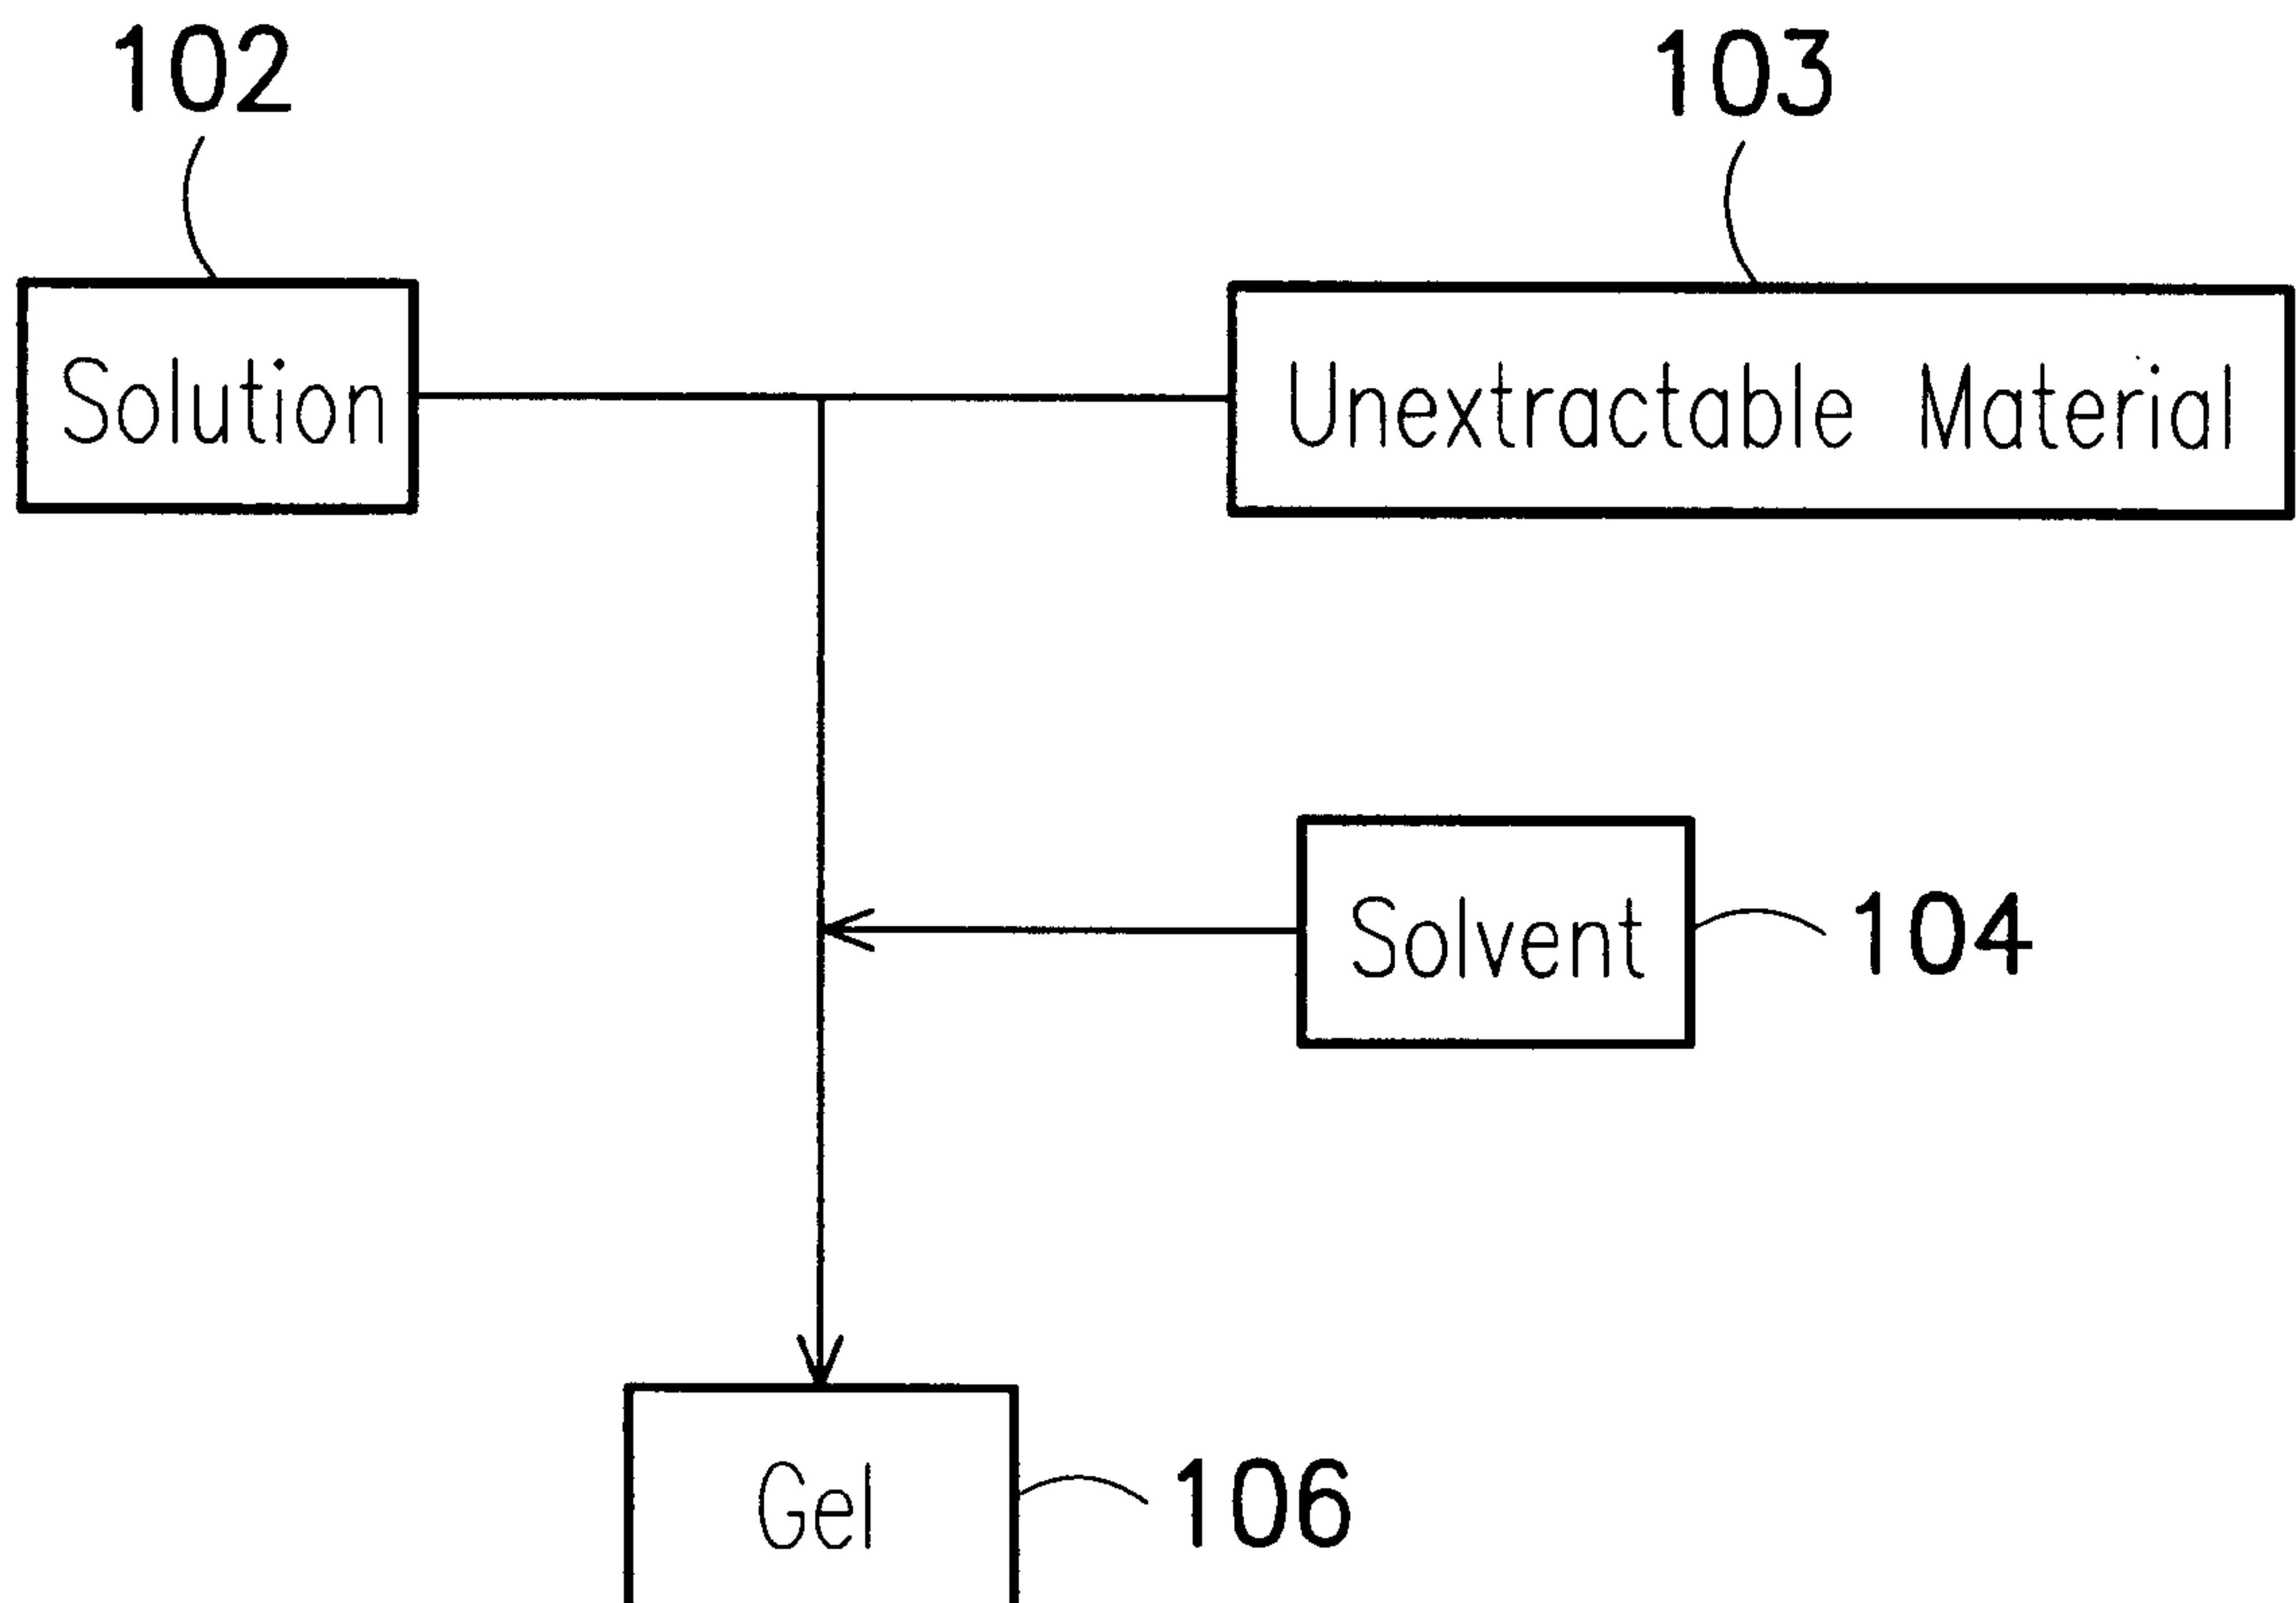 102
103
Solution
Unextractable Material
Solvent
104
Gel
106